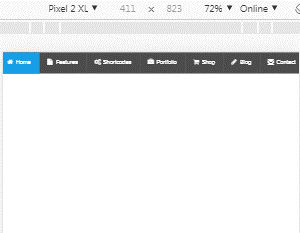 Pixel 2 XL ▼ 411 × 823 72% ▼ Online ▼
Home Features Shortcodes Portfolio Shop Blog Contact